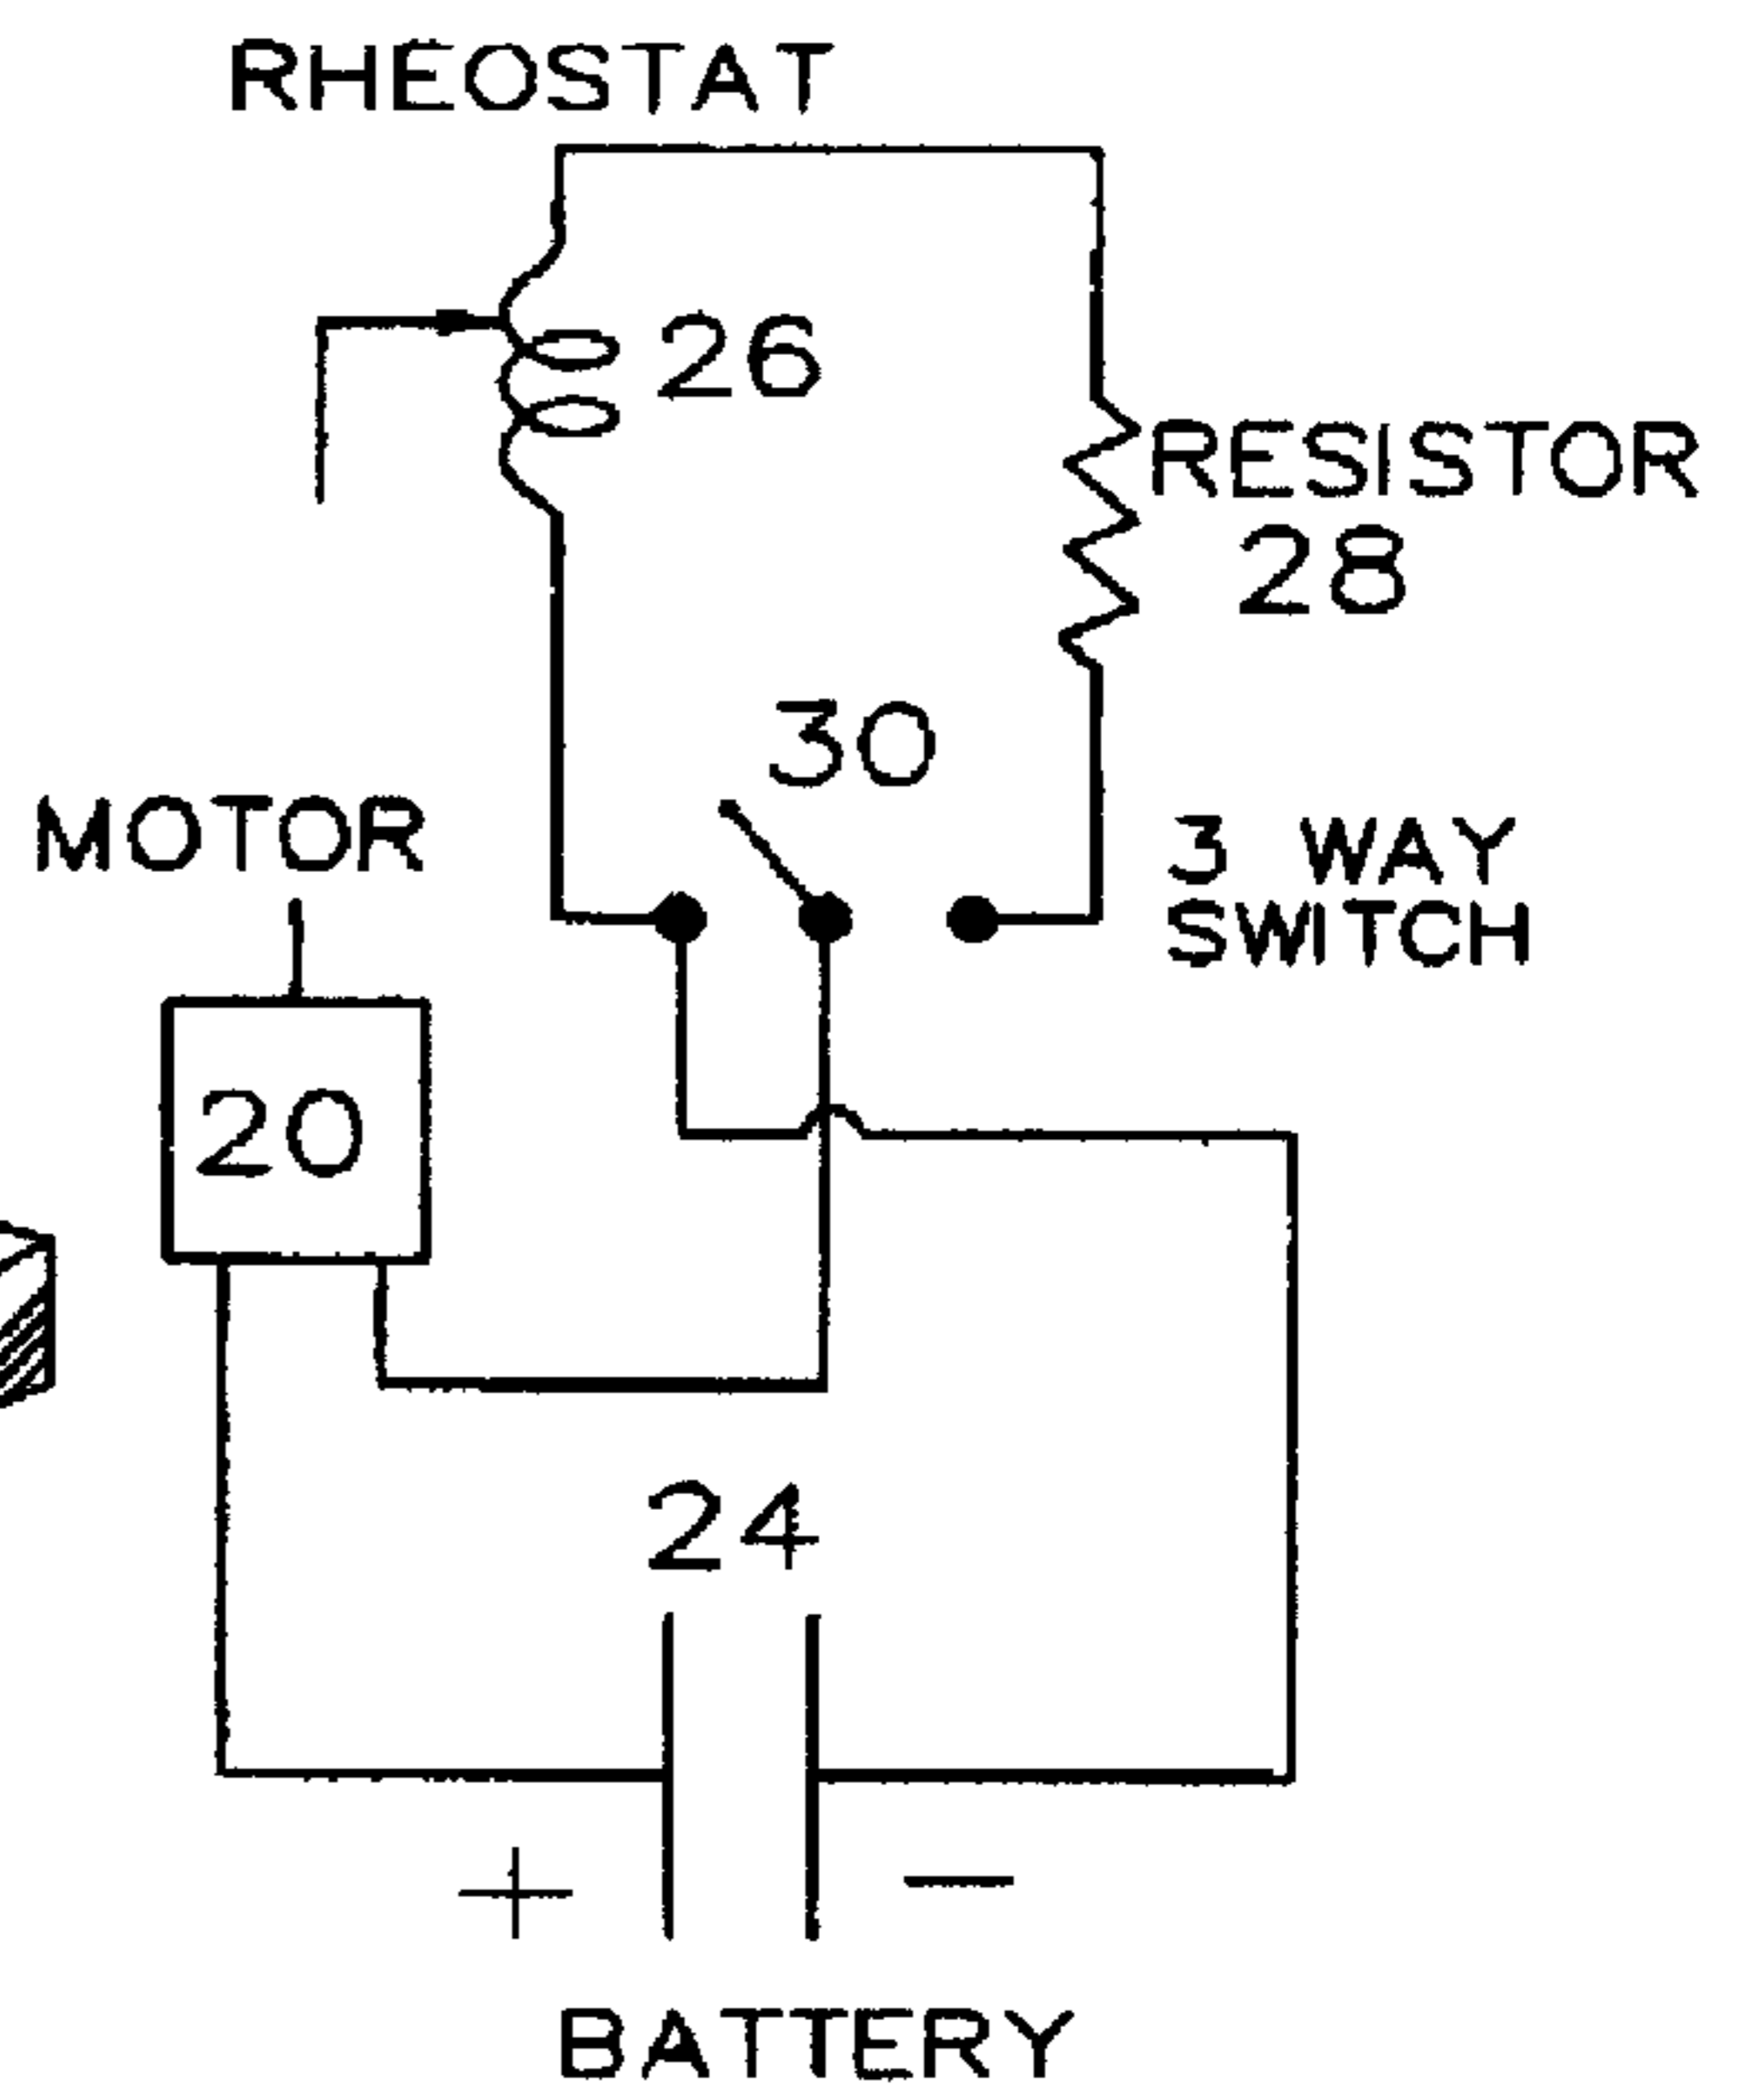 RHEOSTAT
26
RESISTOR
28
30
MOTOR
3 WAY
SWITCH
20
24
+ −
BATTERY